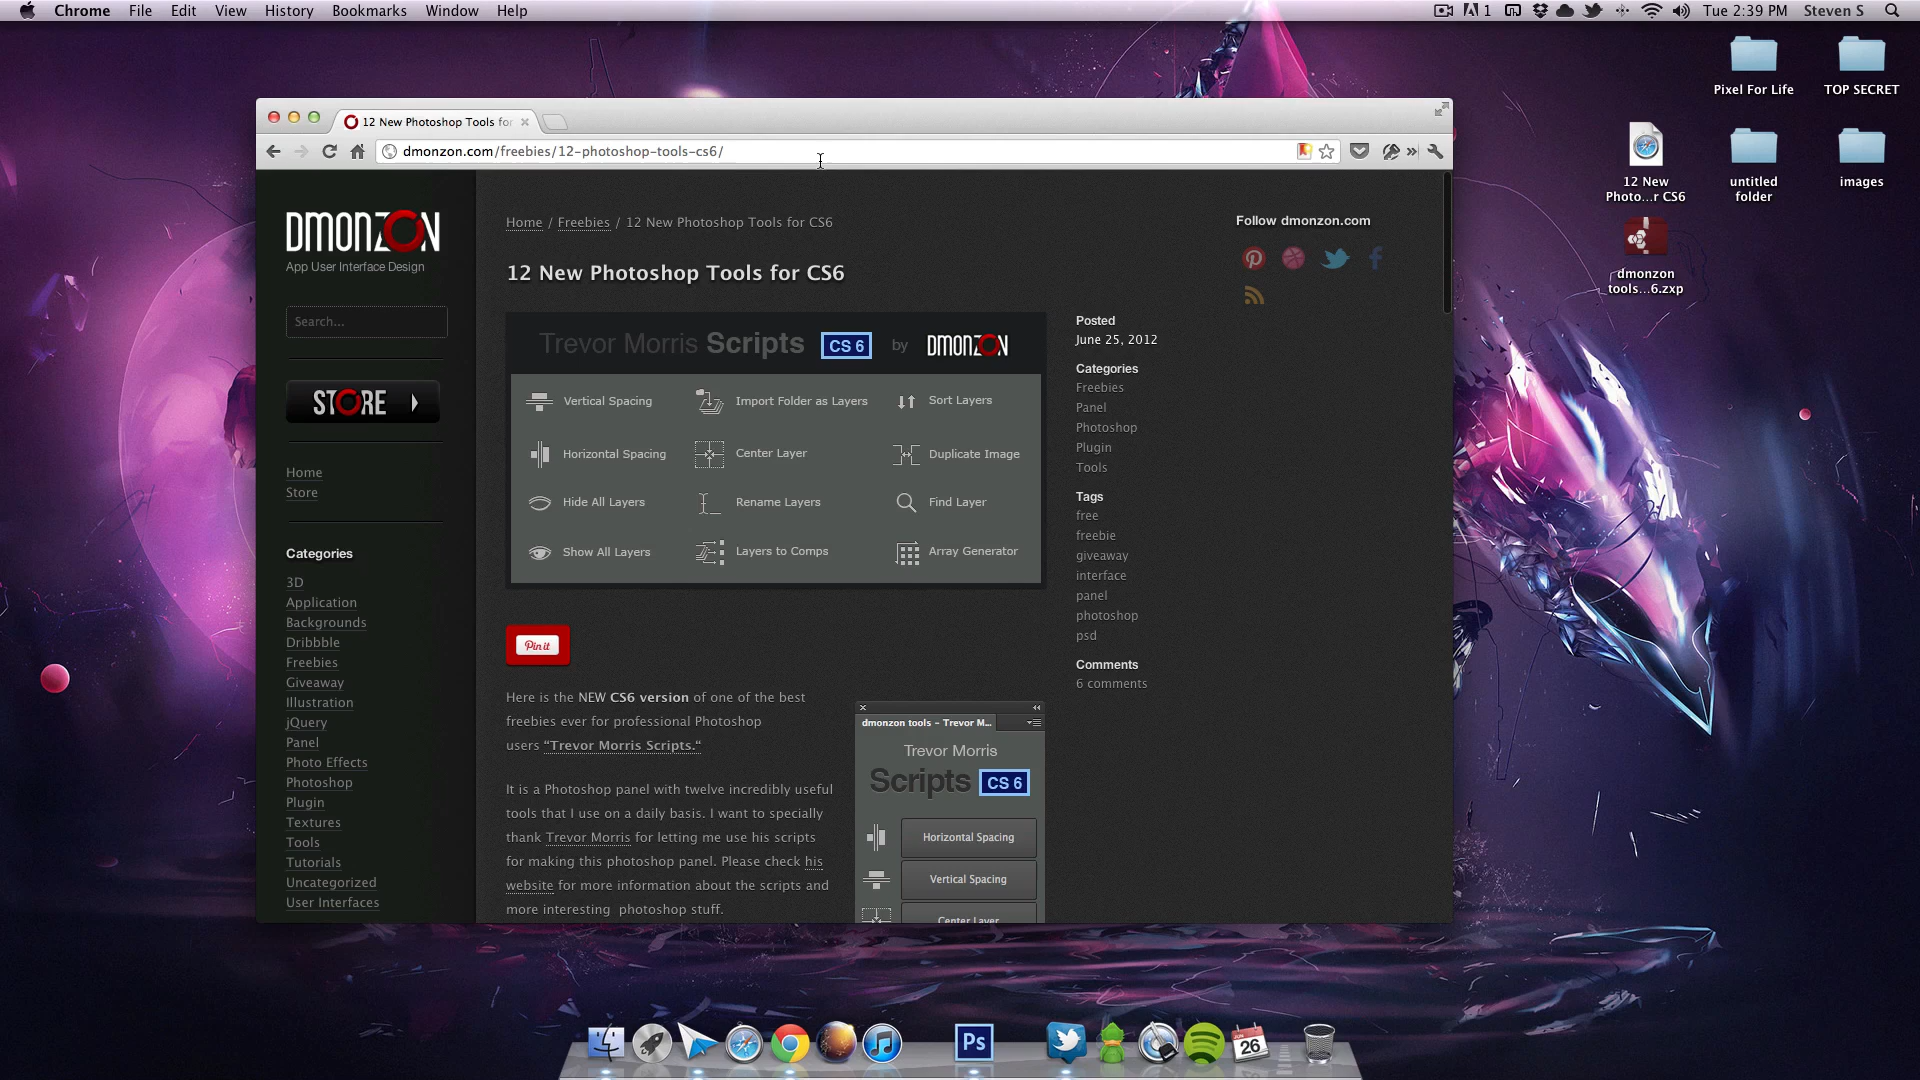 Chrome File Edit View History Bookmarks Window Help
1 Tue 2:39 PM Steven S
Pixel For Life
TOP SECRET
12 New Photo...r CS6
untitled folder
images
dmonzon tools...6.zxp
12 New Photoshop Tools for
dmonzon.com/freebies/12-photoshop-tools-cs6/
DMONZON
App User Interface Design
Search...
STORE
Home
Store
Categories
3D
Application
Backgrounds
Dribbble
Freebies
Giveaway
Illustration
jQuery
Panel
Photo Effects
Photoshop
Plugin
Textures
Tools
Tutorials
Uncategorized
User Interfaces
Home / Freebies / 12 New Photoshop Tools for CS6
12 New Photoshop Tools for CS6
Trevor Morris Scripts CS 6 by DMONZON
Vertical Spacing Import Folder as Layers Sort Layers
Horizontal Spacing Center Layer Duplicate Image
Hide All Layers Rename Layers Find Layer
Show All Layers Layers to Comps Array Generator
Pin it
Here is the NEW CS6 version of one of the best
freebies ever for professional Photoshop
users "Trevor Morris Scripts."
It is a Photoshop panel with twelve incredibly useful
tools that I use on a daily basis. I want to specially
thank Trevor Morris for letting me use his scripts
for making this photoshop panel. Please check his
website for more information about the scripts and
more interesting photoshop stuff.
dmonzon tools – Trevor M...
Trevor Morris
Scripts CS 6
Horizontal Spacing
Vertical Spacing
Center Layer
Follow dmonzon.com
Posted
June 25, 2012
Categories
Freebies
Panel
Photoshop
Plugin
Tools
Tags
free
freebie
giveaway
interface
panel
photoshop
psd
Comments
6 comments
Ps
26